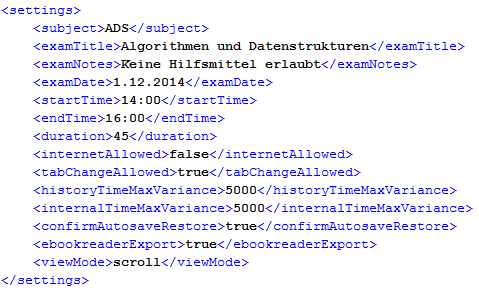 <settings>
<subject>ADS</subject>
<examTitle>Algorithmen und Datenstrukturen</examTitle>
<examNotes>Keine Hilfsmittel erlaubt</examNotes>
<examDate>1.12.2014</examDate>
<startTime>14:00</startTime>
<endTime>16:00</endTime>
<duration>45</duration>
<internetAllowed>false</internetAllowed>
<tabChangeAllowed>true</tabChangeAllowed>
<historyTimeMaxVariance>5000</historyTimeMaxVariance>
<internalTimeMaxVariance>5000</internalTimeMaxVariance>
<confirmAutosaveRestore>true</confirmAutosaveRestore>
<ebookreaderExport>true</ebookreaderExport>
<viewMode>scroll</viewMode>
</settings>